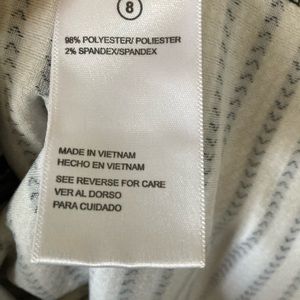 8
98% POLYESTER/ POLIESTER
2% SPANDEX/SPANDEX
MADE IN VIETNAM
HECHO EN VIETNAM
SEE REVERSE FOR CARE
VER AL DORSO
PARA CUIDADO